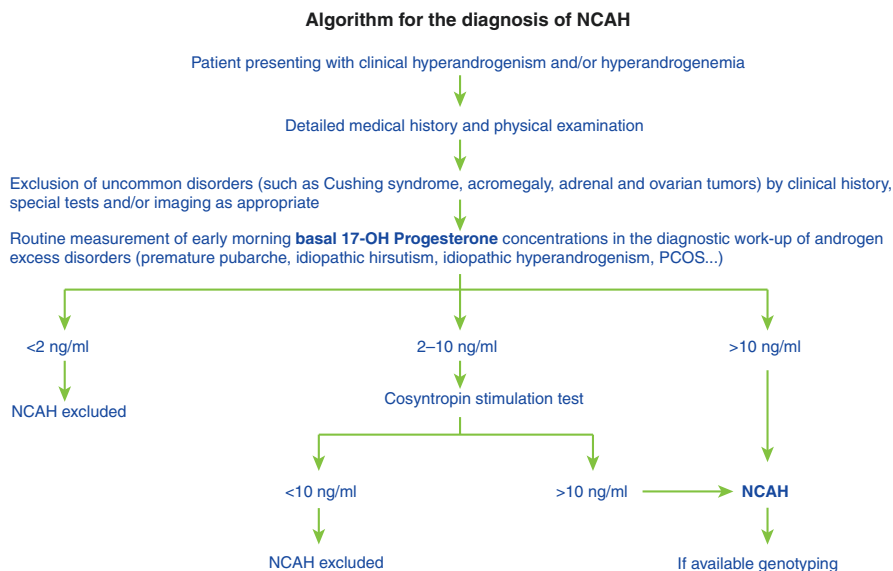 Algorithm for the diagnosis of NCAH
Patient presenting with clinical hyperandrogenism and/or hyperandrogenemia
Detailed medical history and physical examination
Exclusion of uncommon disorders (such as Cushing syndrome, acromegaly, adrenal and ovarian tumors) by clinical history,
special tests and/or imaging as appropriate
Routine measurement of early morning basal 17-OH Progesterone concentrations in the diagnostic work-up of androgen
excess disorders (premature pubarche, idiopathic hirsutism, idiopathic hyperandrogenism, PCOS...)
<2 ng/ml
2–10 ng/ml
>10 ng/ml
NCAH excluded
Cosyntropin stimulation test
<10 ng/ml
>10 ng/ml
NCAH
NCAH excluded
If available genotyping